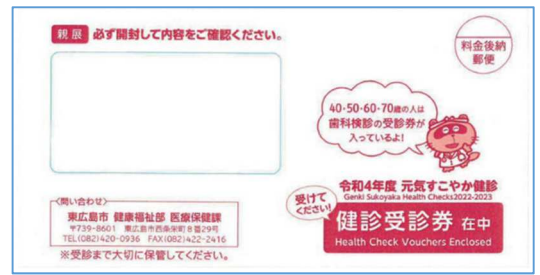 親展 必ず開封して内容をご確認ください。
料金後納
郵便
40・50・60・70歳の人は
歯科検診の受診券が
入っているよ!
令和4年度 元気すこやか健診
Genki Sukoyaka Health Checks2022-2023
受けて
ください!
健診受診券 在中
Health Check Vouchers Enclosed
〈問い合わせ〉
東広島市 健康福祉部 医療保健課
〒739-8601 東広島市西条栄町8番29号
TEL(082)420-0936 FAX(082)422-2416
※受診まで大切に保管してください。